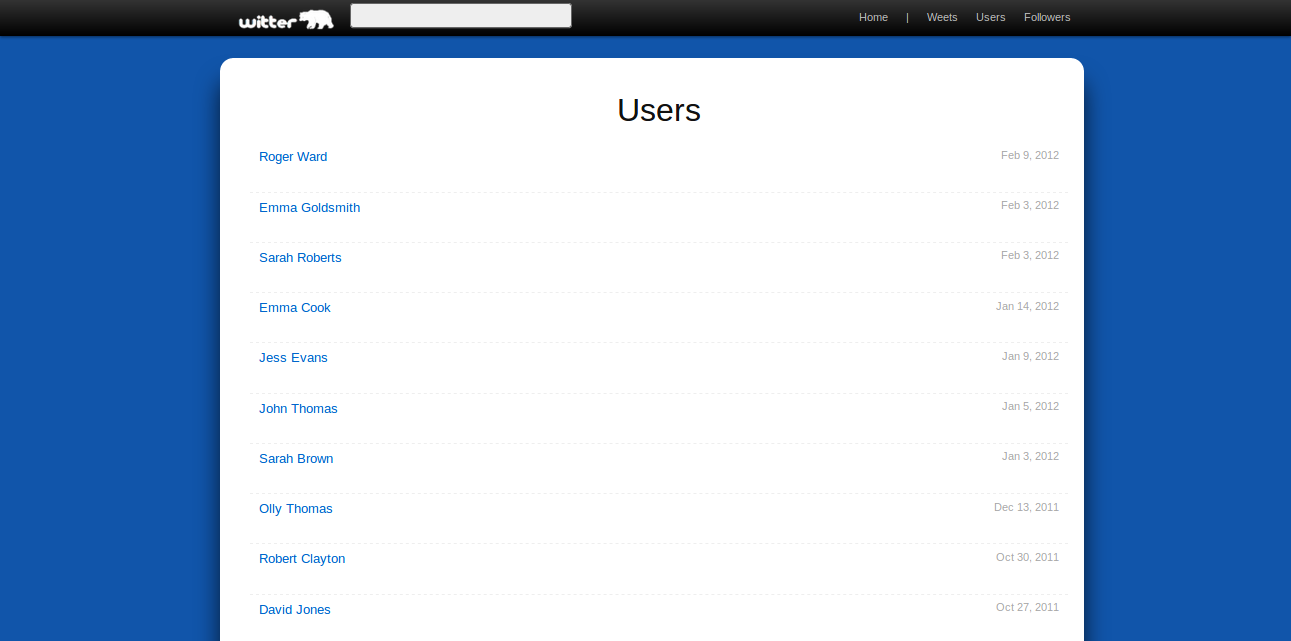 witter
Home | Weets Users Followers
Users
Roger Ward Feb 9, 2012
Emma Goldsmith Feb 3, 2012
Sarah Roberts Feb 3, 2012
Emma Cook Jan 14, 2012
Jess Evans Jan 9, 2012
John Thomas Jan 5, 2012
Sarah Brown Jan 3, 2012
Olly Thomas Dec 13, 2011
Robert Clayton Oct 30, 2011
David Jones Oct 27, 2011